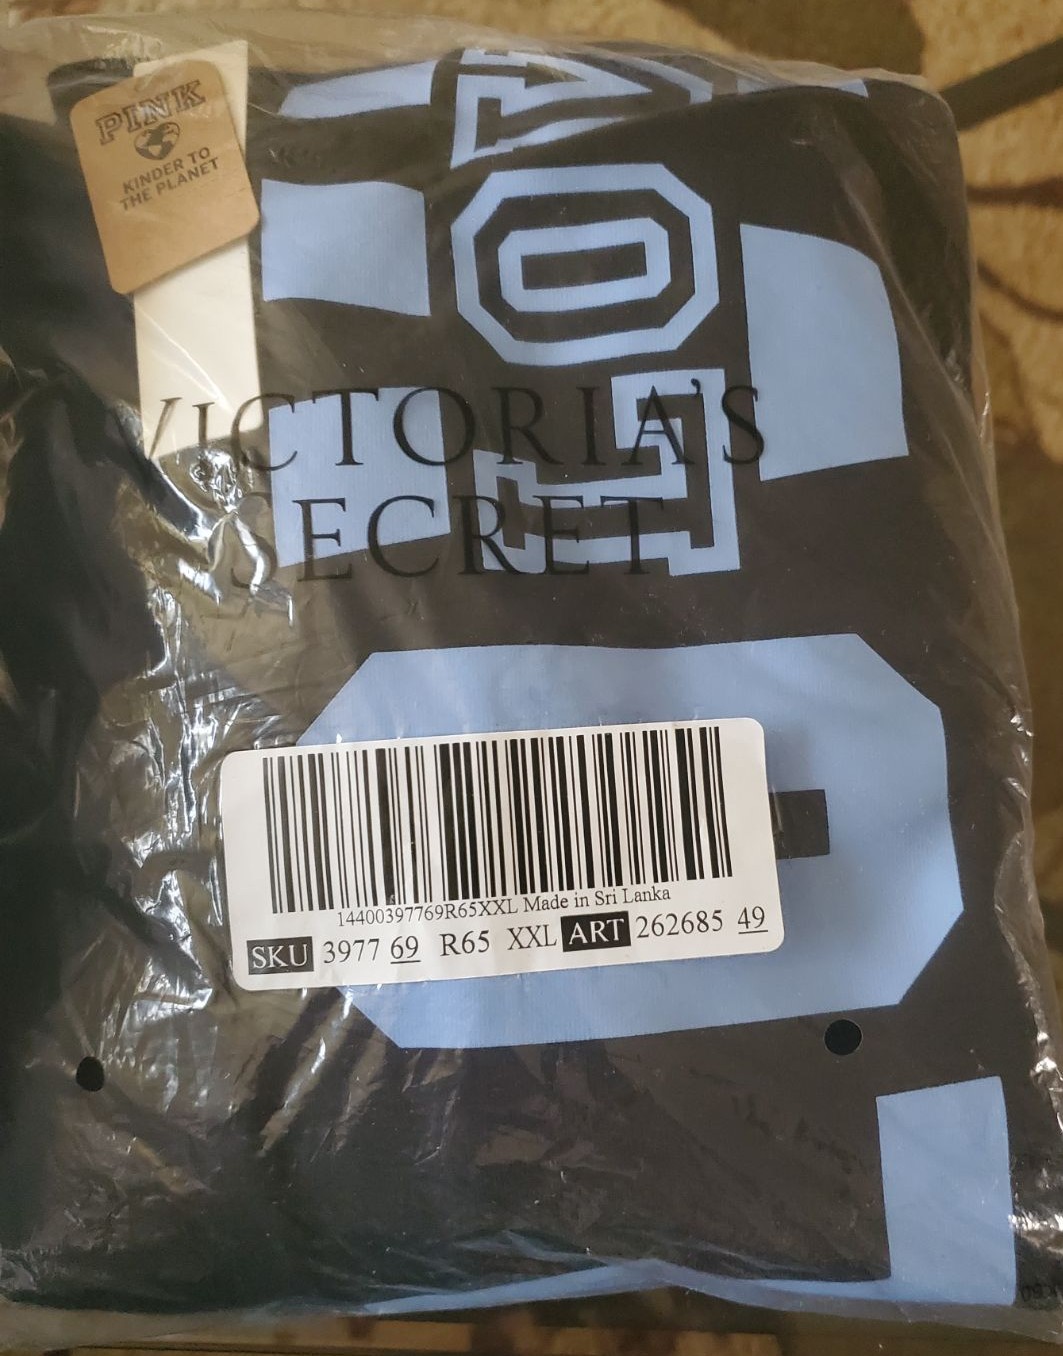 PINK
KINDER TO
THE PLANET
VICTORIA'S
SECRET
14400397769R65XXL Made in Sri Lanka
SKU 3977 69 R65 XXL ART 262685 49